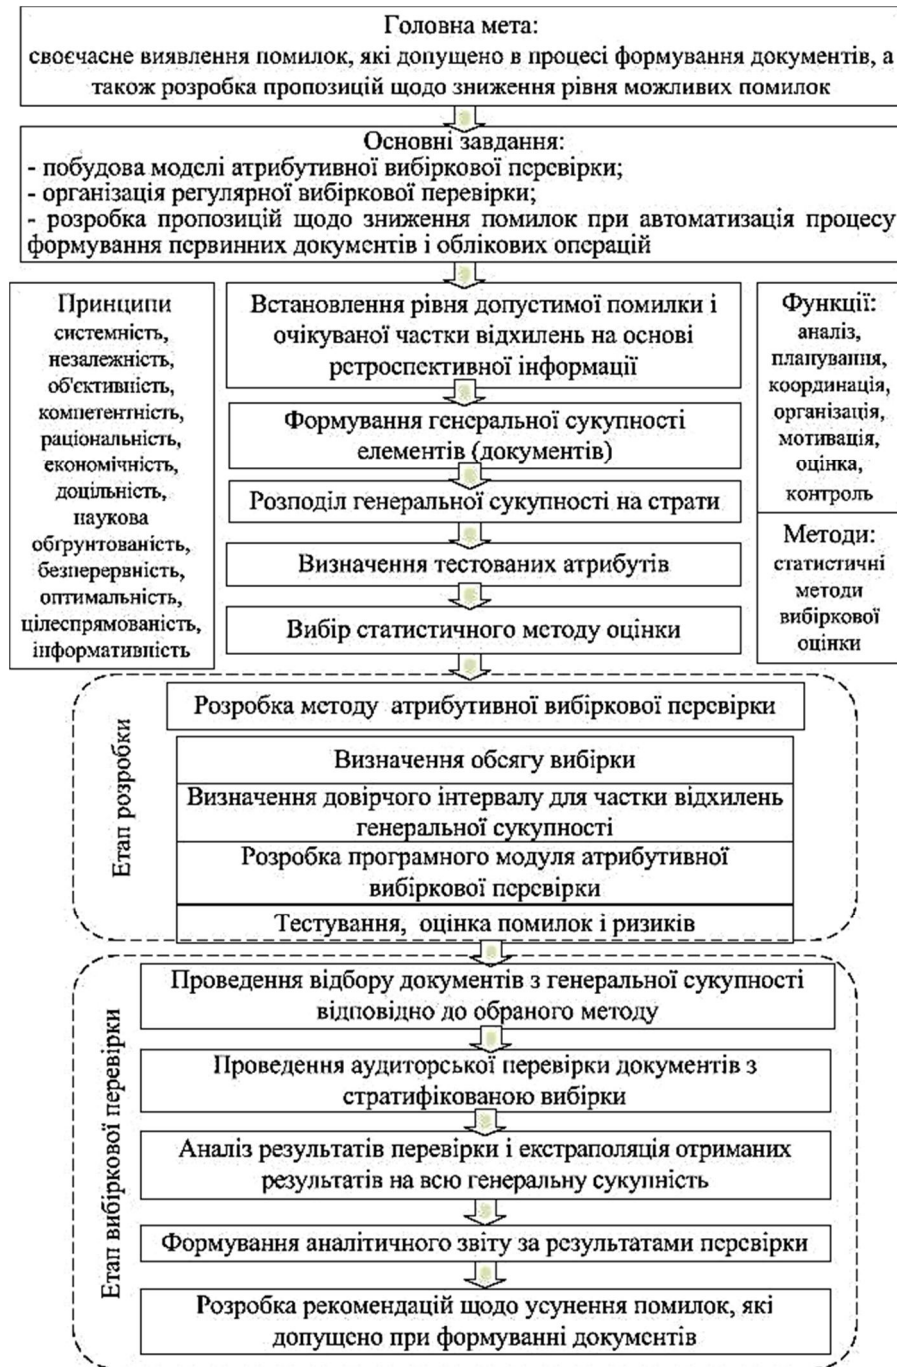 Головна мета:
своєчасне виявлення помилок, які допущено в процесі формування документів, а
також розробка пропозицій щодо зниження рівня можливих помилок
Основні завдання:
- побудова моделі атрибутивної вибіркової перевірки;
- організація регулярної вибіркової перевірки;
- розробка пропозицій щодо зниження помилок при автоматизація процесу
формування первинних документів і облікових операцій
Принципи
системність,
незалежність,
об'єктивність,
компетентність,
раціональність,
економічність,
доцільність,
наукова
обґрунтованість,
безперервність,
оптимальність,
цілеспрямованість,
інформативність
Встановлення рівня допустимої помилки і
очікуваної частки відхилень на основі
ретроспективної інформації
Формування генеральної сукупності
елементів (документів)
Розподіл генеральної сукупності на страти
Визначення тестованих атрибутів
Вибір статистичного методу оцінки
Функції:
аналіз,
планування,
координація,
організація,
мотивація,
оцінка,
контроль
Методи:
статистичні
методи
вибіркової
оцінки
Етап розробки
Розробка методу атрибутивної вибіркової перевірки
Визначення обсягу вибірки
Визначення довірчого інтервалу для частки відхилень
генеральної сукупності
Розробка програмного модуля атрибутивної
вибіркової перевірки
Тестування, оцінка помилок і ризиків
Етап вибіркової перевірки
Проведення відбору документів з генеральної сукупності
відповідно до обраного методу
Проведення аудиторської перевірки документів з
стратифікованою вибірки
Аналіз результатів перевірки і екстраполяція отриманих
результатів на всю генеральну сукупність
Формування аналітичного звіту за результатами перевірки
Розробка рекомендацій щодо усунення помилок, які
допущено при формуванні документів